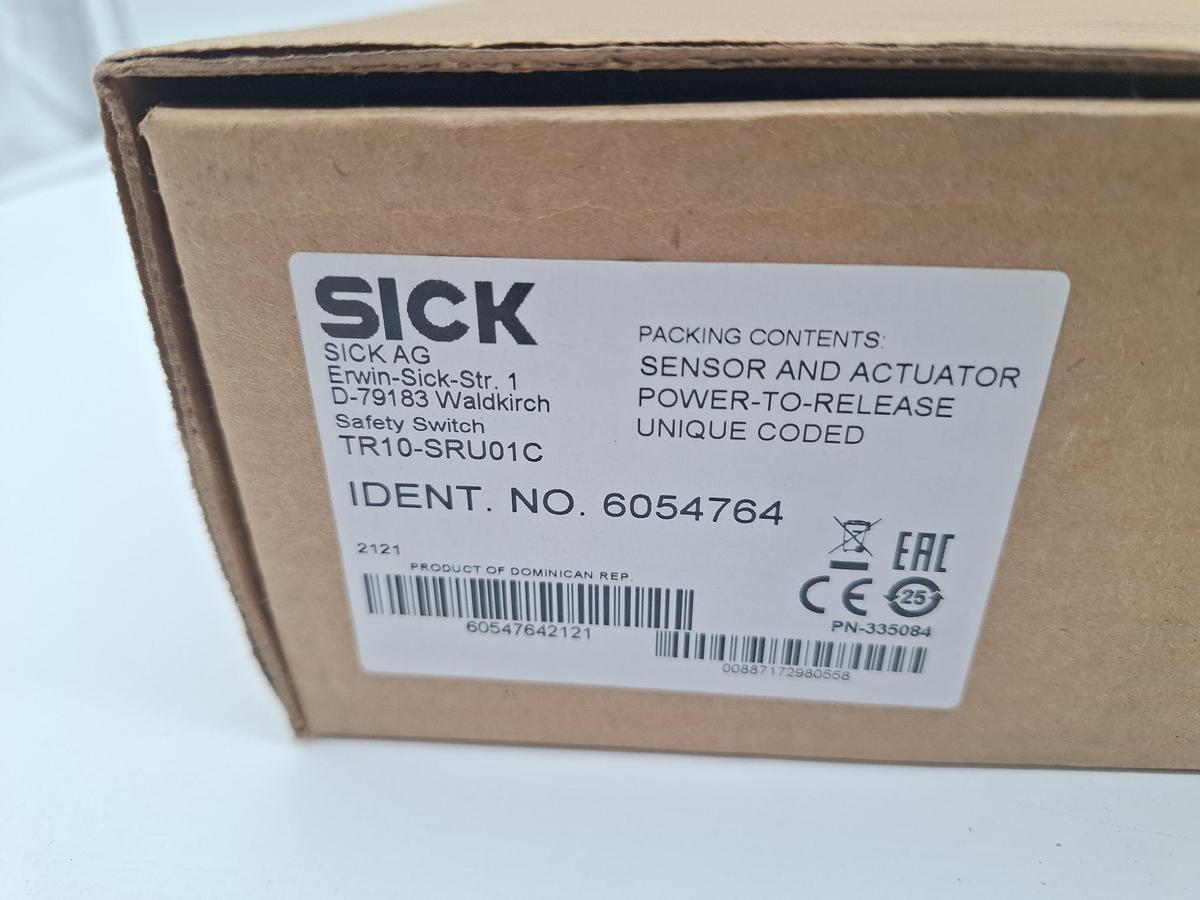 SICK
SICK AG
Erwin-Sick-Str. 1
D-79183 Waldkirch
Safety Switch
TR10-SRU01C
PACKING CONTENTS:
SENSOR AND ACTUATOR
POWER-TO-RELEASE
UNIQUE CODED
IDENT. NO. 6054764
2121
PRODUCT OF DOMINICAN REP.
60547642121
EAC
CE 25
PN-335084
00887172980558